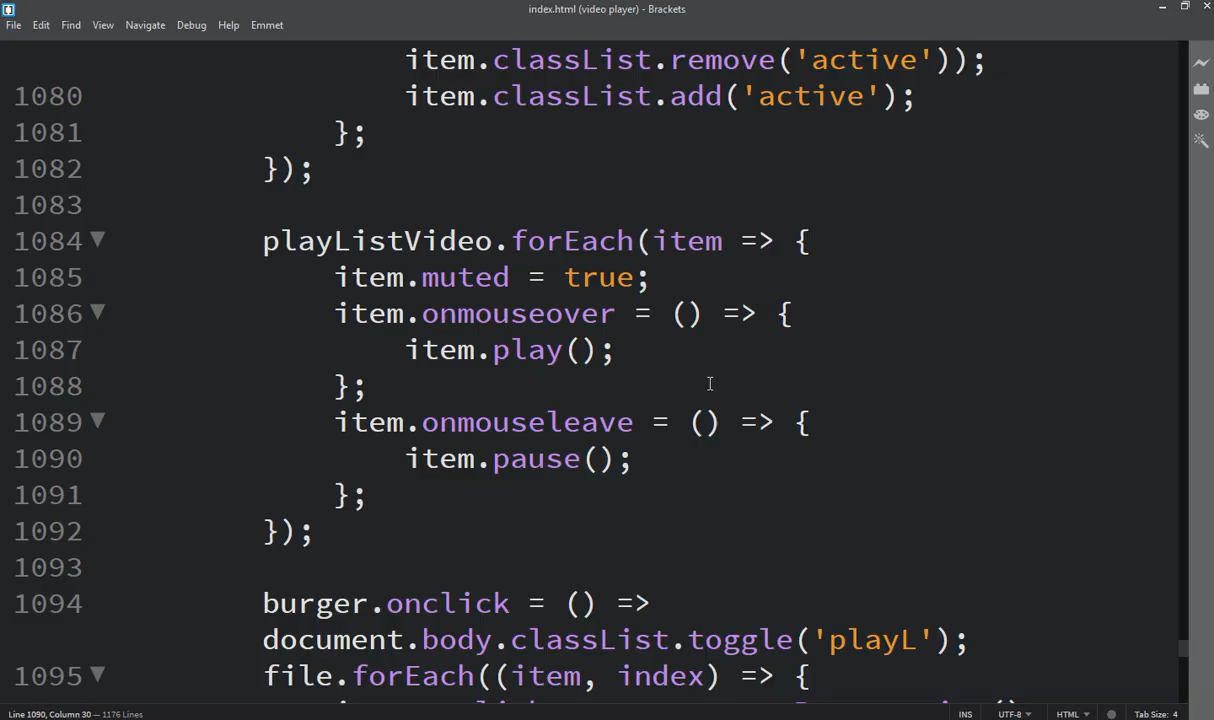 index.html (video player) - Brackets
File Edit Find View Navigate Debug Help Emmet
item.classList.remove('active'));
1080 item.classList.add('active');
1081 };
1082 });
1083
1084 playListVideo.forEach(item => {
1085 item.muted = true;
1086 item.onmouseover = () => {
1087 item.play();
1088 };
1089 item.onmouseleave = () => {
1090 item.pause();
1091 };
1092 });
1093
1094 burger.onclick = () =>
document.body.classList.toggle('playL');
1095 file.forEach((item, index) => {
Line 1090, Column 30 — 1176 Lines
INS UTF-8 HTML Tab Size: 4